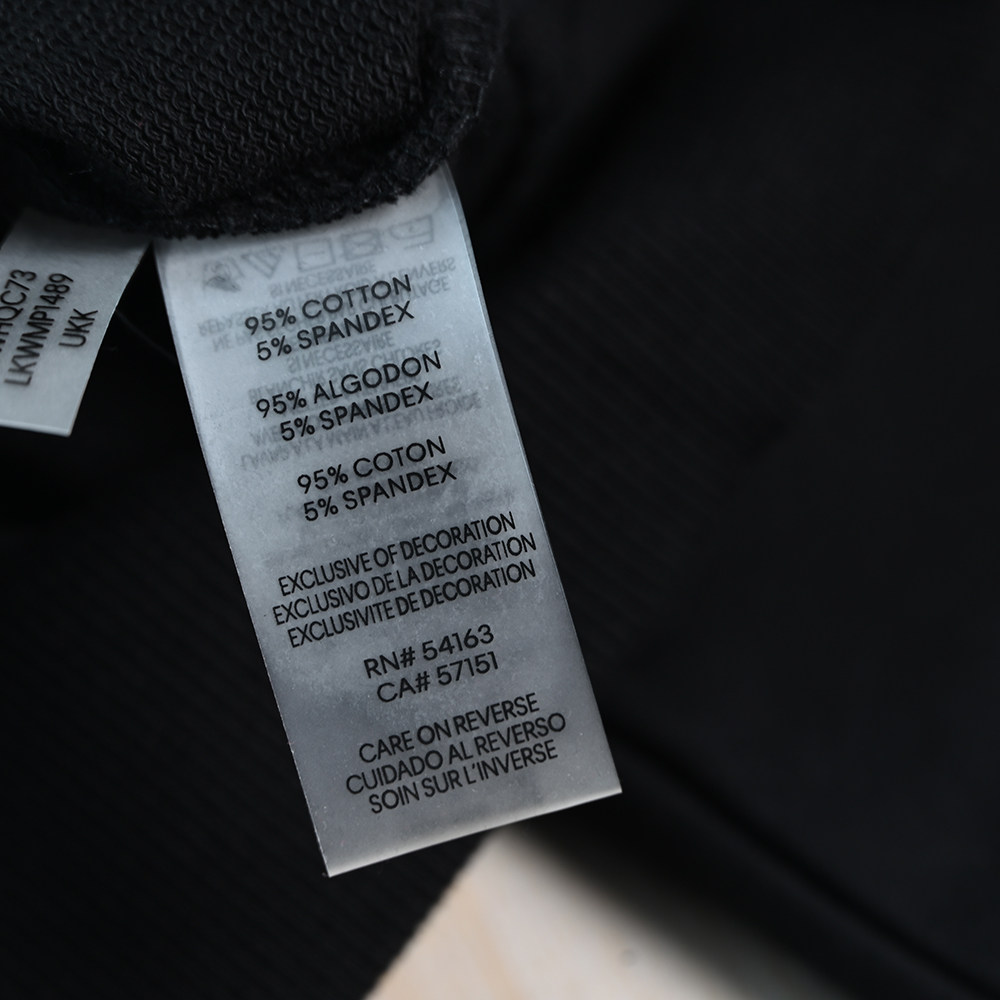 LKWMP1489
UKK
95% COTTON
5% SPANDEX
95% ALGODON
5% SPANDEX
95% COTON
5% SPANDEX
EXCLUSIVE OF DECORATION
EXCLUSIVO DE LA DECORATION
EXCLUSIVITE DE DECORATION
RN# 54163
CA# 57151
CARE ON REVERSE
CUIDADO AL REVERSO
SOIN SUR L'INVERSE